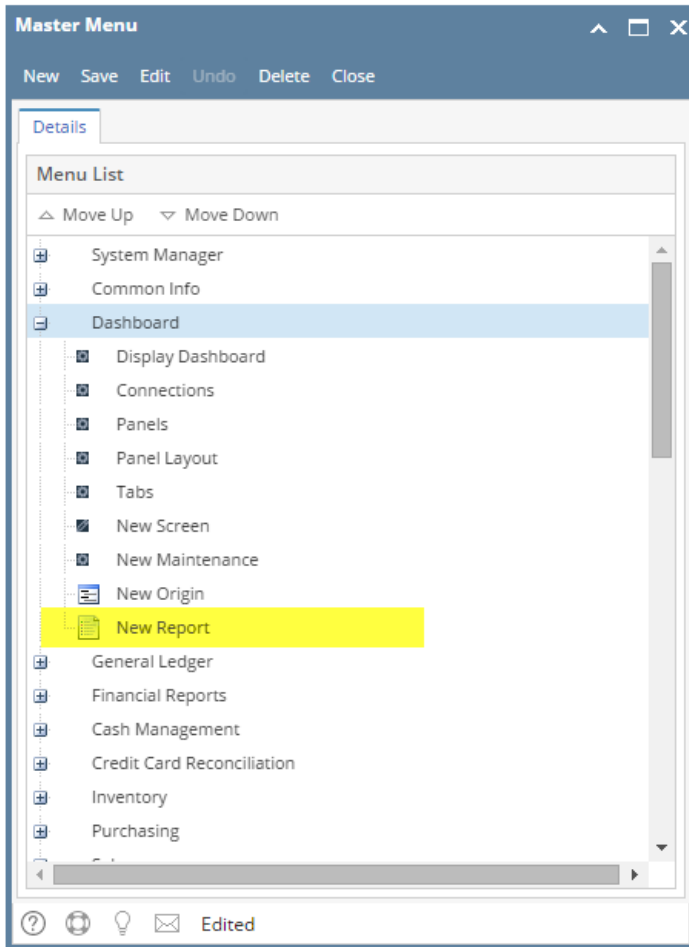 Master Menu
New Save Edit Undo Delete Close
Details
Menu List
Move Up Move Down
System Manager
Common Info
Dashboard
Display Dashboard
Connections
Panels
Panel Layout
Tabs
New Screen
New Maintenance
New Origin
New Report
General Ledger
Financial Reports
Cash Management
Credit Card Reconciliation
Inventory
Purchasing
Edited